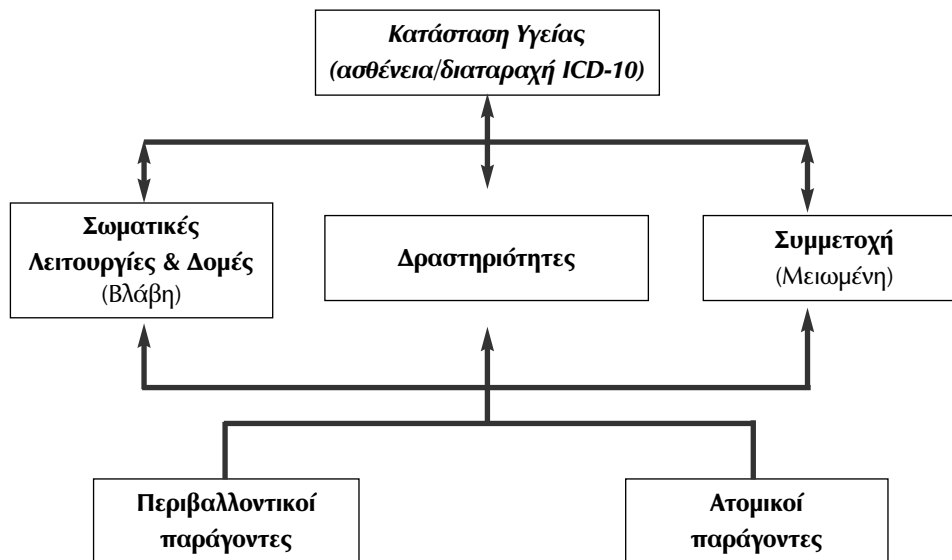 Κατάσταση Υγείας
(ασθένεια/διαταραχή ICD-10)
Σωματικές
Λειτουργίες & Δομές
(Βλάβη)
Δραστηριότητες
Συμμετοχή
(Μειωμένη)
Περιβαλλοντικοί
παράγοντες
Ατομικοί
παράγοντες